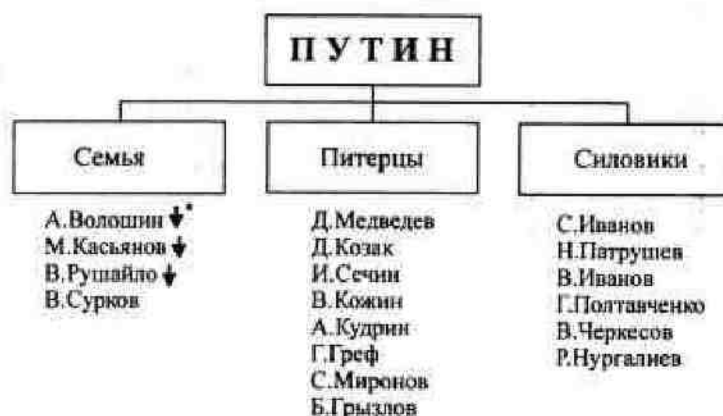 ПУТИН
Семья
А.Волошин *
М.Касьянов
В.Рушайло
В.Сурков
Питерцы
Д.Медведев
Д.Козак
И.Сечин
В.Кожин
А.Кудрин
Г.Греф
С.Миронов
Б.Грызлов
Силовики
С.Иванов
Н.Патрушев
В.Иванов
Г.Полтавченко
В.Черкесов
Р.Нургалиев